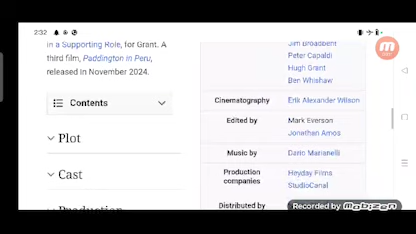 2:32
in a Supporting Role, for Grant. A
third film, Paddington in Peru,
released in November 2024.
Contents
Plot
Cast
Production
Jim Broadbent
Peter Capaldi
Hugh Grant
Ben Whishaw
Cinematography Erik Alexander Wilson
Edited by Mark Everson
Jonathan Amos
Music by Dario Marianelli
Production companies Heyday Films
StudioCanal
Distributed by
Recorded by mobizen